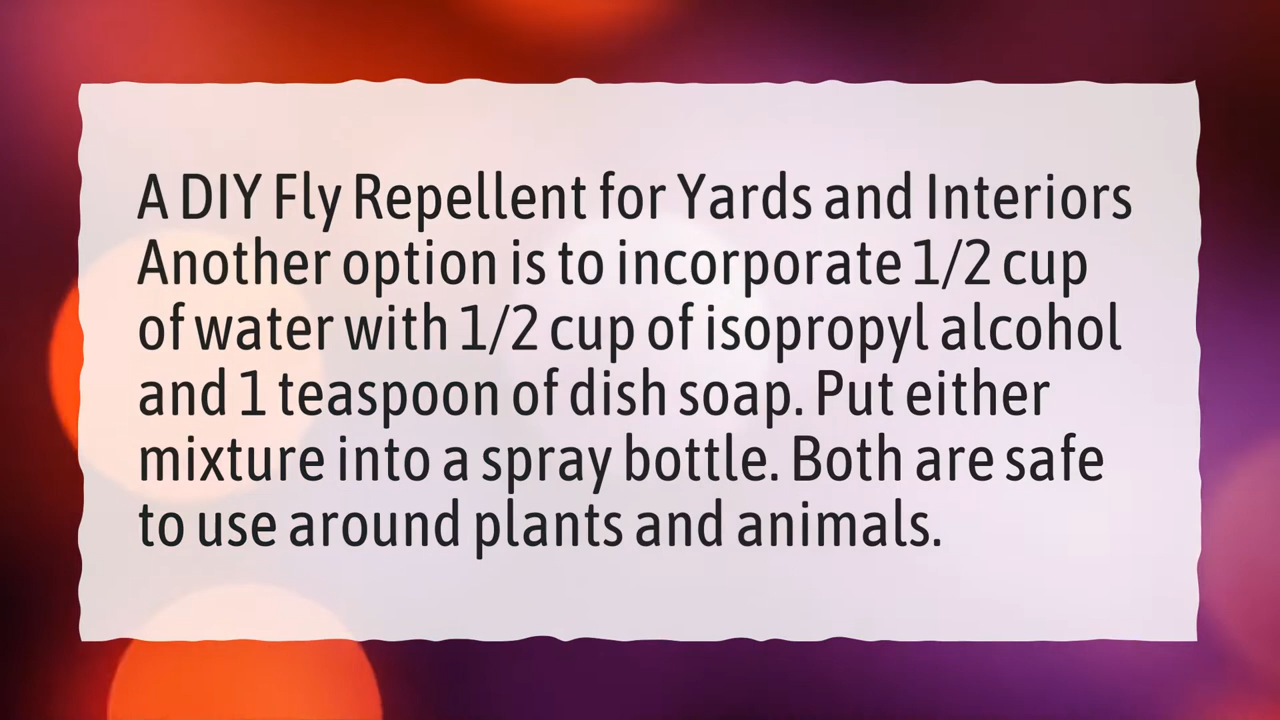 A DIY Fly Repellent for Yards and Interiors
Another option is to incorporate 1/2 cup
of water with 1/2 cup of isopropyl alcohol
and 1 teaspoon of dish soap. Put either
mixture into a spray bottle. Both are safe
to use around plants and animals.